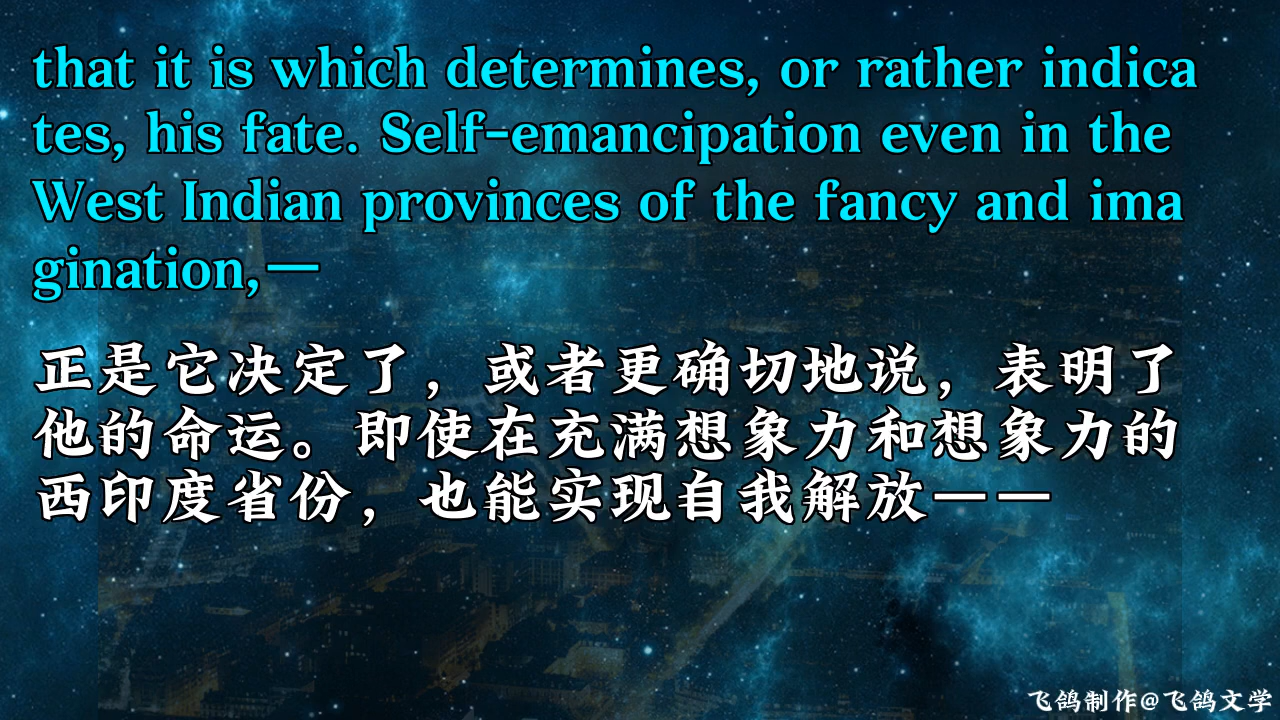 that it is which determines, or rather indica
tes, his fate. Self-emancipation even in the
West Indian provinces of the fancy and ima
gination,—
正是它决定了，或者更确切地说，表明了
他的命运。即使在充满想象力和想象力的
西印度省份，也能实现自我解放——
飞鸽制作@飞鸽文学